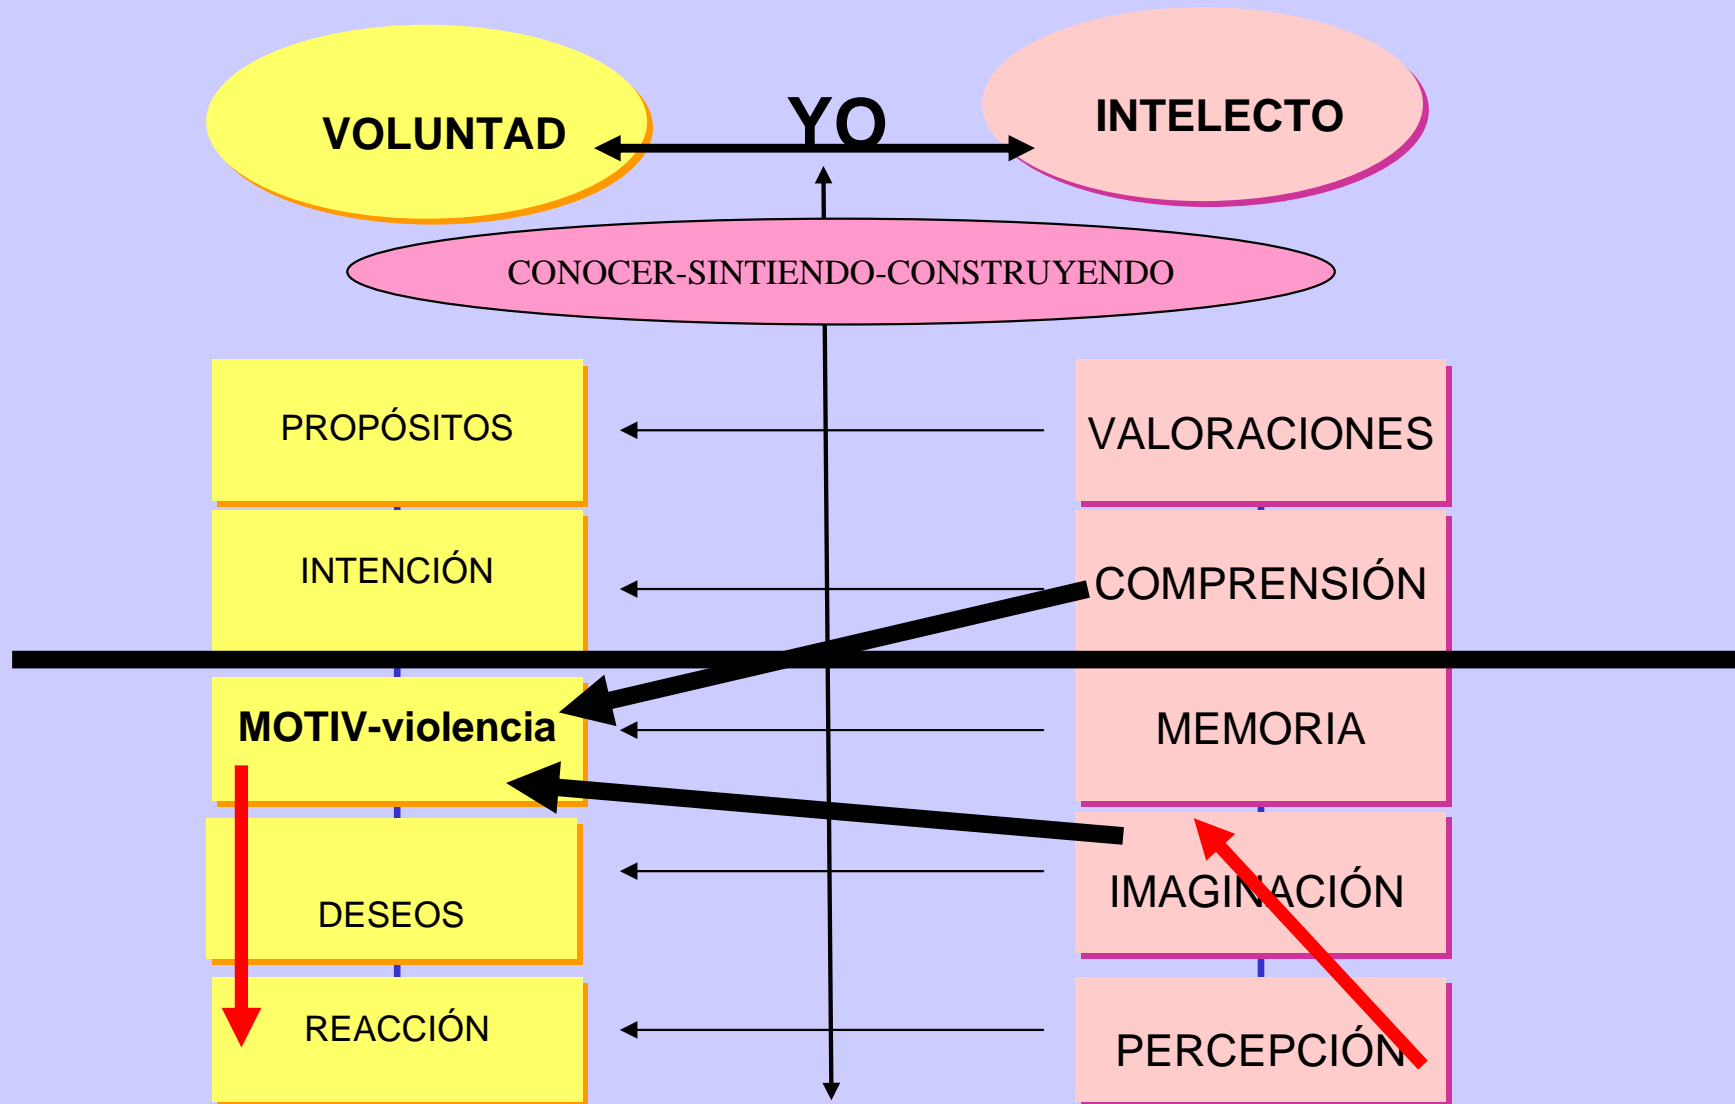 VOLUNTAD
YO
INTELECTO
CONOCER-SINTIENDO-CONSTRUYENDO
PROPÓSITOS
VALORACIONES
INTENCIÓN
COMPRENSIÓN
MOTIV-violencia
MEMORIA
DESEOS
IMAGINACIÓN
REACCIÓN
PERCEPCIÓN